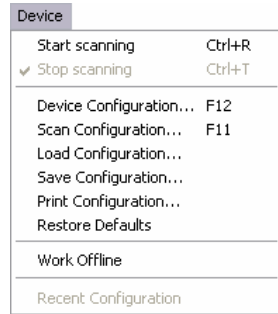 Device
Start scanning Ctrl+R
Stop scanning Ctrl+T
Device Configuration... F12
Scan Configuration... F11
Load Configuration...
Save Configuration...
Print Configuration...
Restore Defaults
Work Offline
Recent Configuration